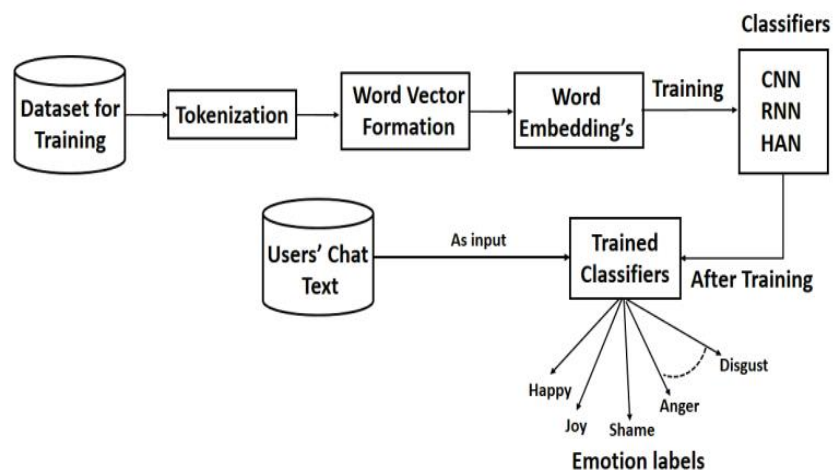 Classifiers
Dataset for
Training
Tokenization
Word Vector
Formation
Word
Embedding's
Training
CNN
RNN
HAN
Users' Chat
Text
As input
Trained
Classifiers
After Training
Happy
Joy
Shame
Anger
Disgust
Emotion labels